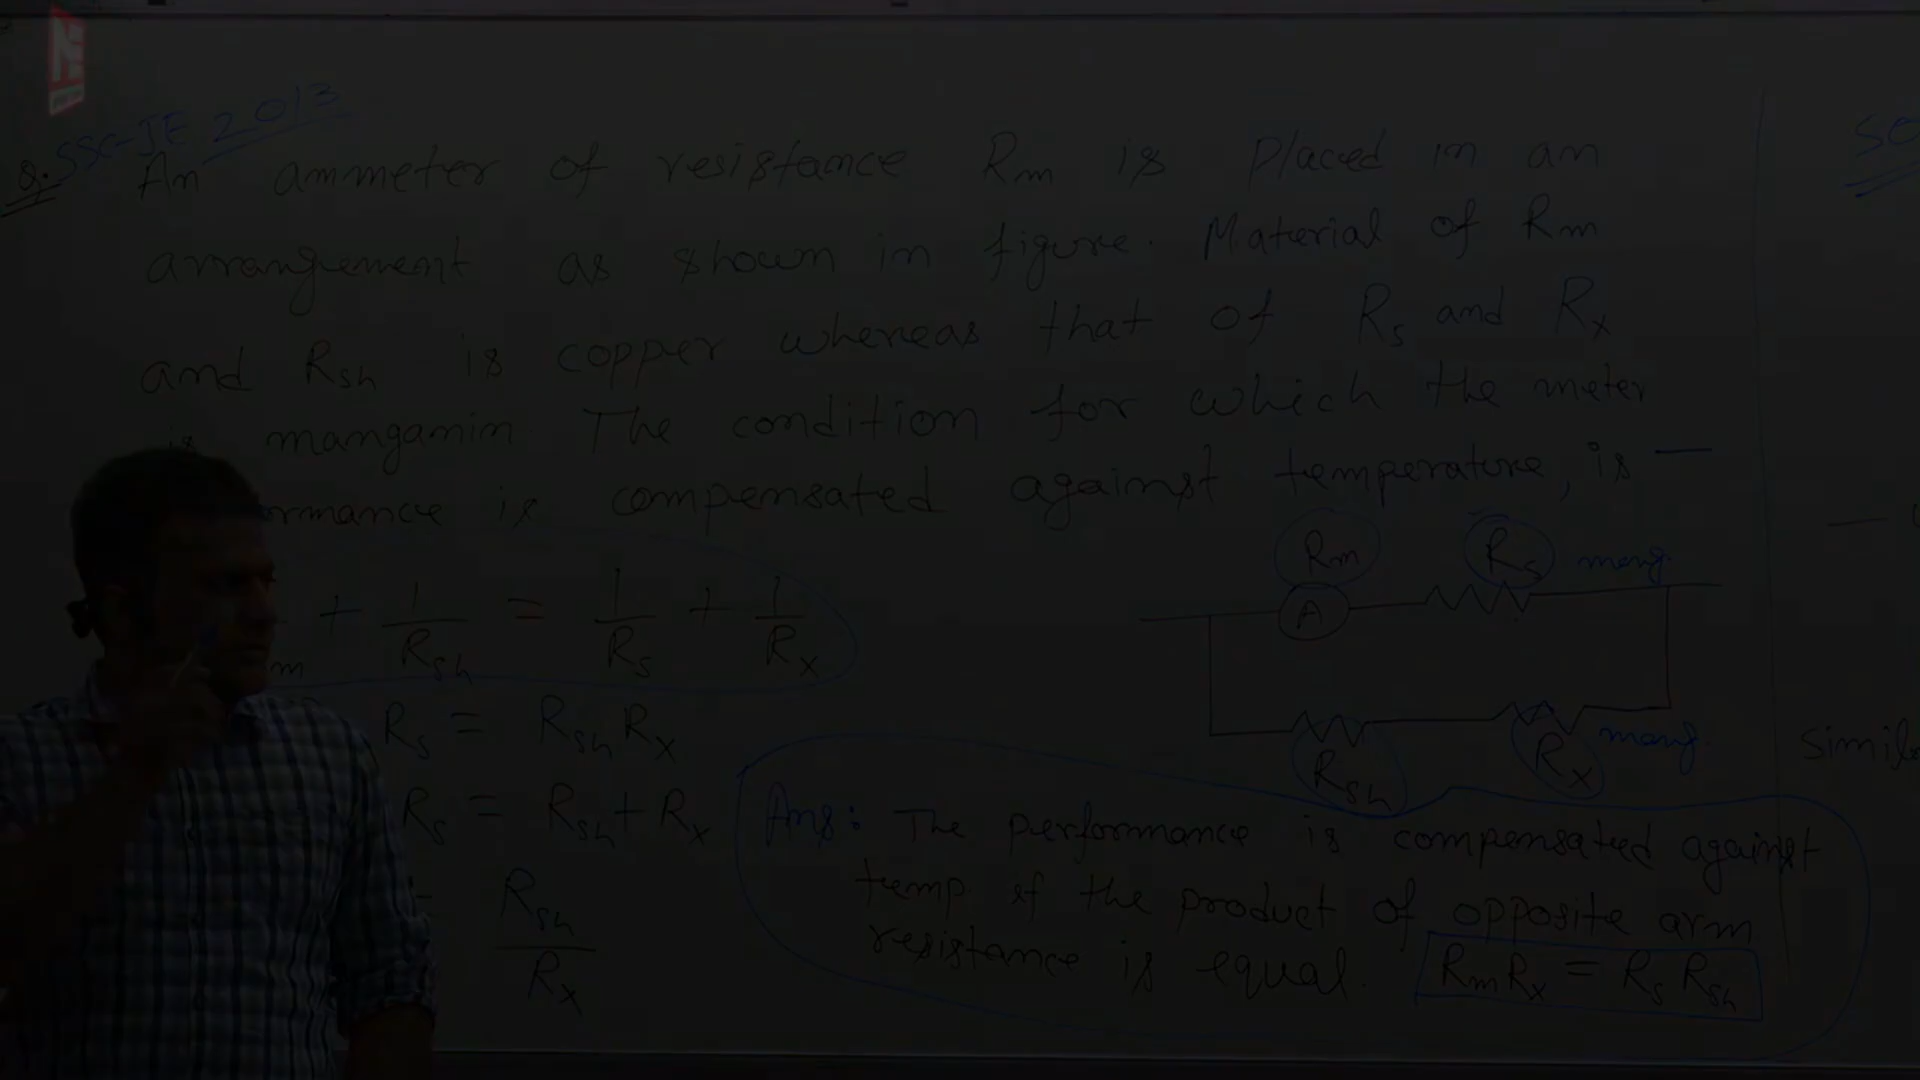 SSC-JE 2013
Q. An ammeter of resistance Rm is placed in an
arrangement as shown in figure. Material of Rm
and Rsh is copper whereas that of Rs and Rx
is manganin. The condition for which the meter
ormance is compensated against temperature, is —
+ 1/Rsh = 1/Rs + 1/Rx
m
Rs = Rsh Rx
Rs = Rsh + Rx
Rsh/Rx
Rm
Rs
mang.
A
Rsh
Rx
mang.
Ans: The performance is compensated against
temp. if the product of opposite arm
resistance is equal. RmRx = Rs Rsh